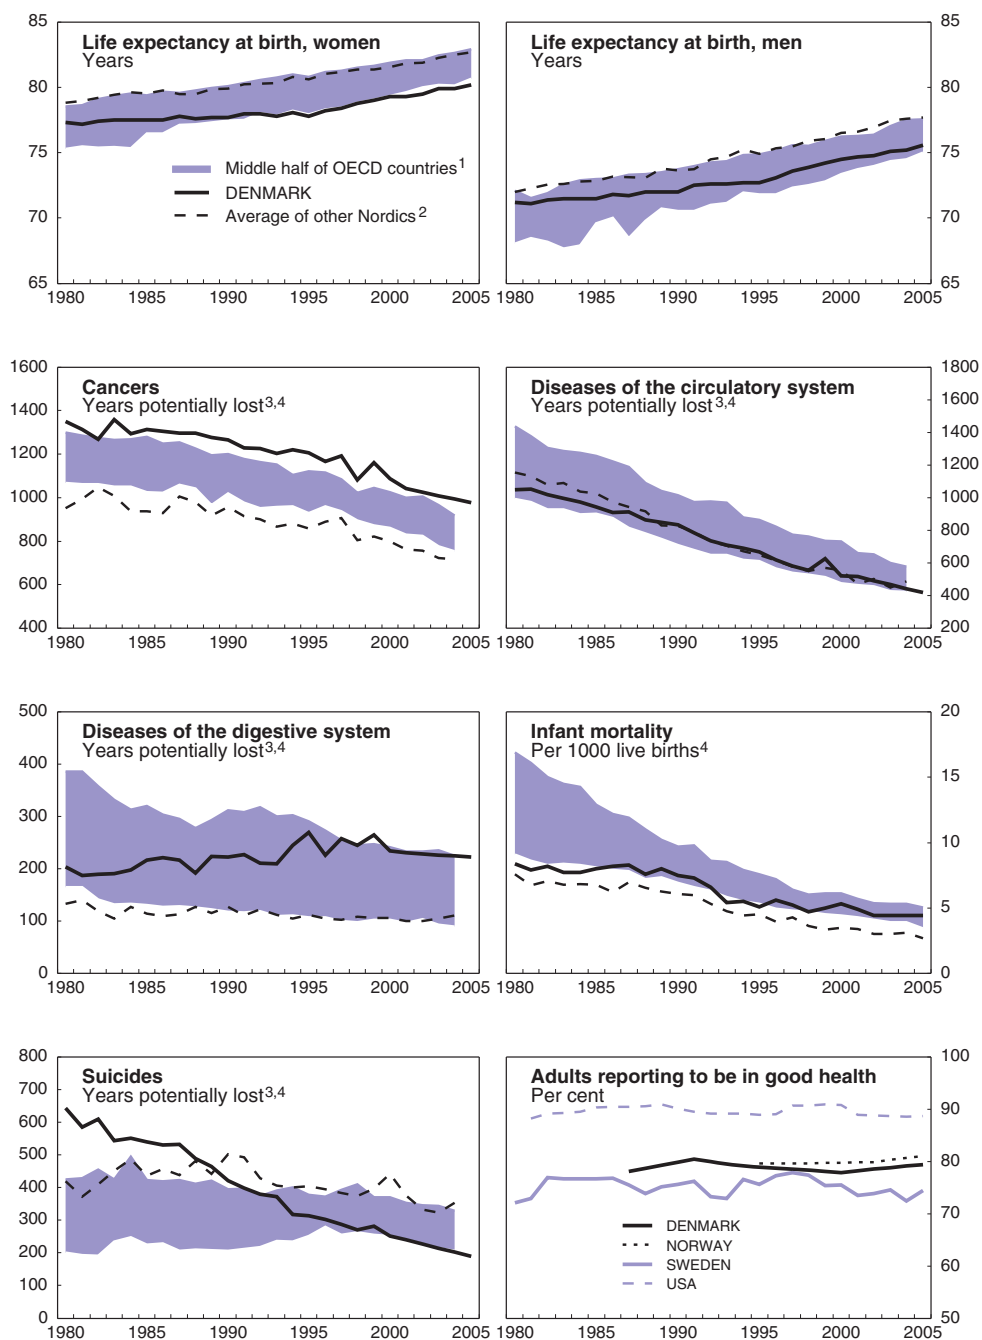 85
80
75
70
65
Life expectancy at birth, women
Years
Middle half of OECD countries1
DENMARK
Average of other Nordics2
1980 1985 1990 1995 2000 2005
Life expectancy at birth, men
Years
85
80
75
70
65
1980 1985 1990 1995 2000 2005
1600
1400
1200
1000
800
600
400
Cancers
Years potentially lost3,4
1980 1985 1990 1995 2000 2005
Diseases of the circulatory system
Years potentially lost3,4
1800
1600
1400
1200
1000
800
600
400
200
1980 1985 1990 1995 2000 2005
500
400
300
200
100
0
Diseases of the digestive system
Years potentially lost3,4
1980 1985 1990 1995 2000 2005
Infant mortality
Per 1000 live births4
20
15
10
5
0
1980 1985 1990 1995 2000 2005
800
700
600
500
400
300
200
100
0
Suicides
Years potentially lost3,4
1980 1985 1990 1995 2000 2005
Adults reporting to be in good health
Per cent
DENMARK
NORWAY
SWEDEN
USA
100
90
80
70
60
50
1980 1985 1990 1995 2000 2005